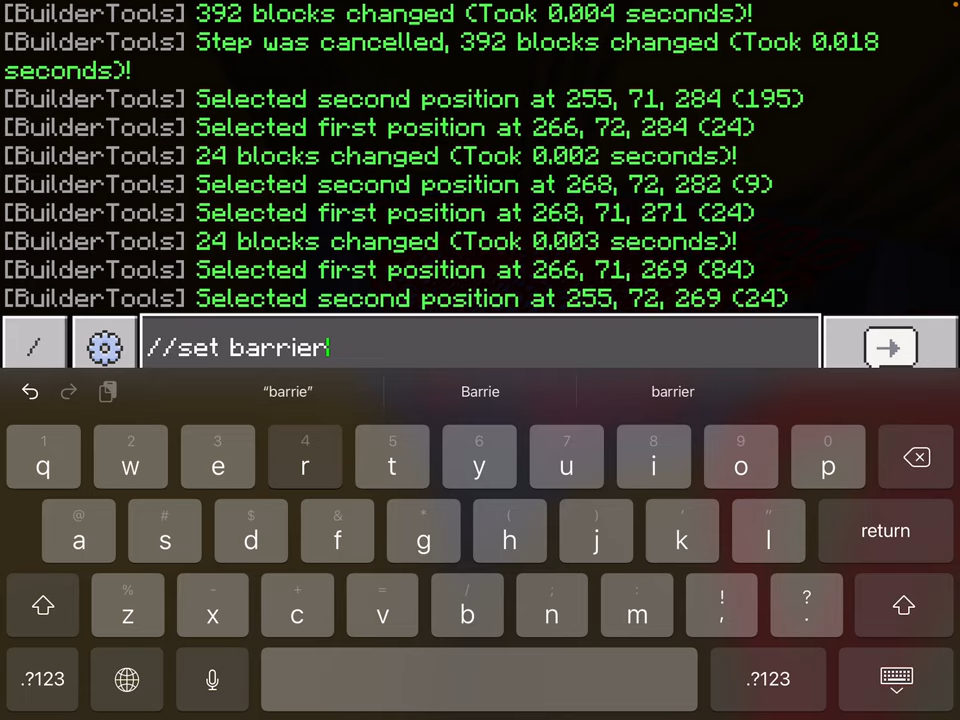 [BuilderTools] 392 blocks changed (Took 0.004 seconds)!
[BuilderTools] Step was cancelled, 392 blocks changed (Took 0.018
seconds)!
[BuilderTools] Selected second position at 255, 71, 284 (195)
[BuilderTools] Selected first position at 266, 72, 284 (24)
[BuilderTools] 24 blocks changed (Took 0.002 seconds)!
[BuilderTools] Selected second position at 268, 72, 282 (9)
[BuilderTools] Selected first position at 268, 71, 271 (24)
[BuilderTools] 24 blocks changed (Took 0.003 seconds)!
[BuilderTools] Selected first position at 266, 71, 269 (84)
[BuilderTools] Selected second position at 255, 72, 269 (24)
/ //set barrier
“barrie” Barrie barrier
1 2 3 4 5 6 7 8 9 0
q w e r t y u i o p
@ # $ & * ( ) ‘ “
a s d f g h j k l return
% - + = / ; : ! ?
z x c v b n m , .
.?123 .?123